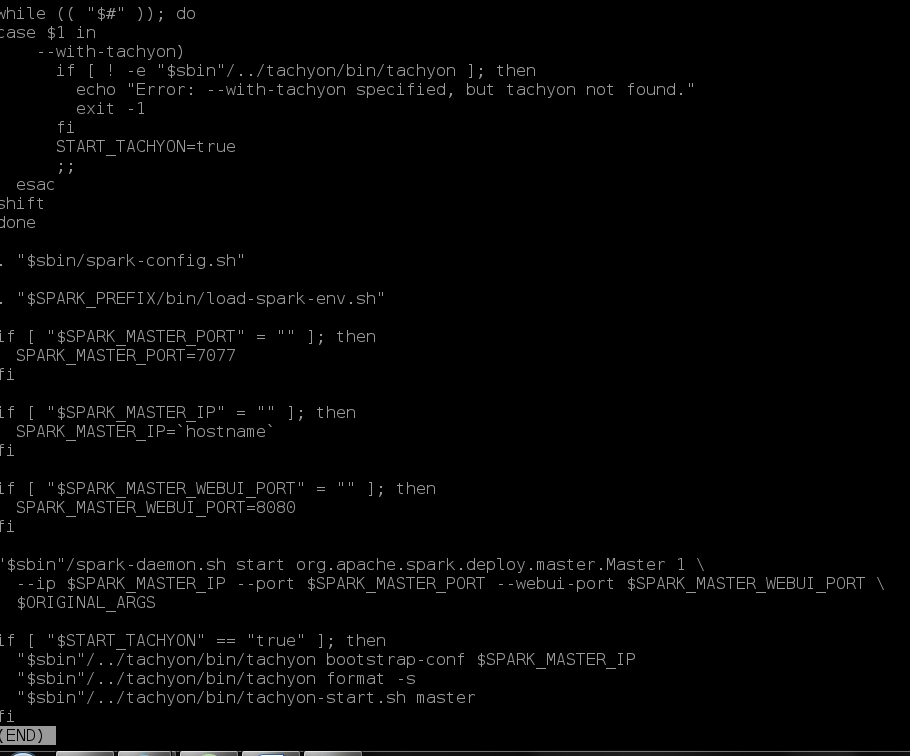 while (( "$#" )); do
case $1 in
    --with-tachyon)
      if [ ! -e "$sbin"/../tachyon/bin/tachyon ]; then
        echo "Error: --with-tachyon specified, but tachyon not found."
        exit -1
      fi
      START_TACHYON=true
      ;;
  esac
shift
done

. "$sbin/spark-config.sh"

. "$SPARK_PREFIX/bin/load-spark-env.sh"

if [ "$SPARK_MASTER_PORT" = "" ]; then
  SPARK_MASTER_PORT=7077
fi

if [ "$SPARK_MASTER_IP" = "" ]; then
  SPARK_MASTER_IP=`hostname`
fi

if [ "$SPARK_MASTER_WEBUI_PORT" = "" ]; then
  SPARK_MASTER_WEBUI_PORT=8080
fi

"$sbin"/spark-daemon.sh start org.apache.spark.deploy.master.Master 1 \
  --ip $SPARK_MASTER_IP --port $SPARK_MASTER_PORT --webui-port $SPARK_MASTER_WEBUI_PORT \
  $ORIGINAL_ARGS

if [ "$START_TACHYON" == "true" ]; then
  "$sbin"/../tachyon/bin/tachyon bootstrap-conf $SPARK_MASTER_IP
  "$sbin"/../tachyon/bin/tachyon format -s
  "$sbin"/../tachyon/bin/tachyon-start.sh master
fi
(END)